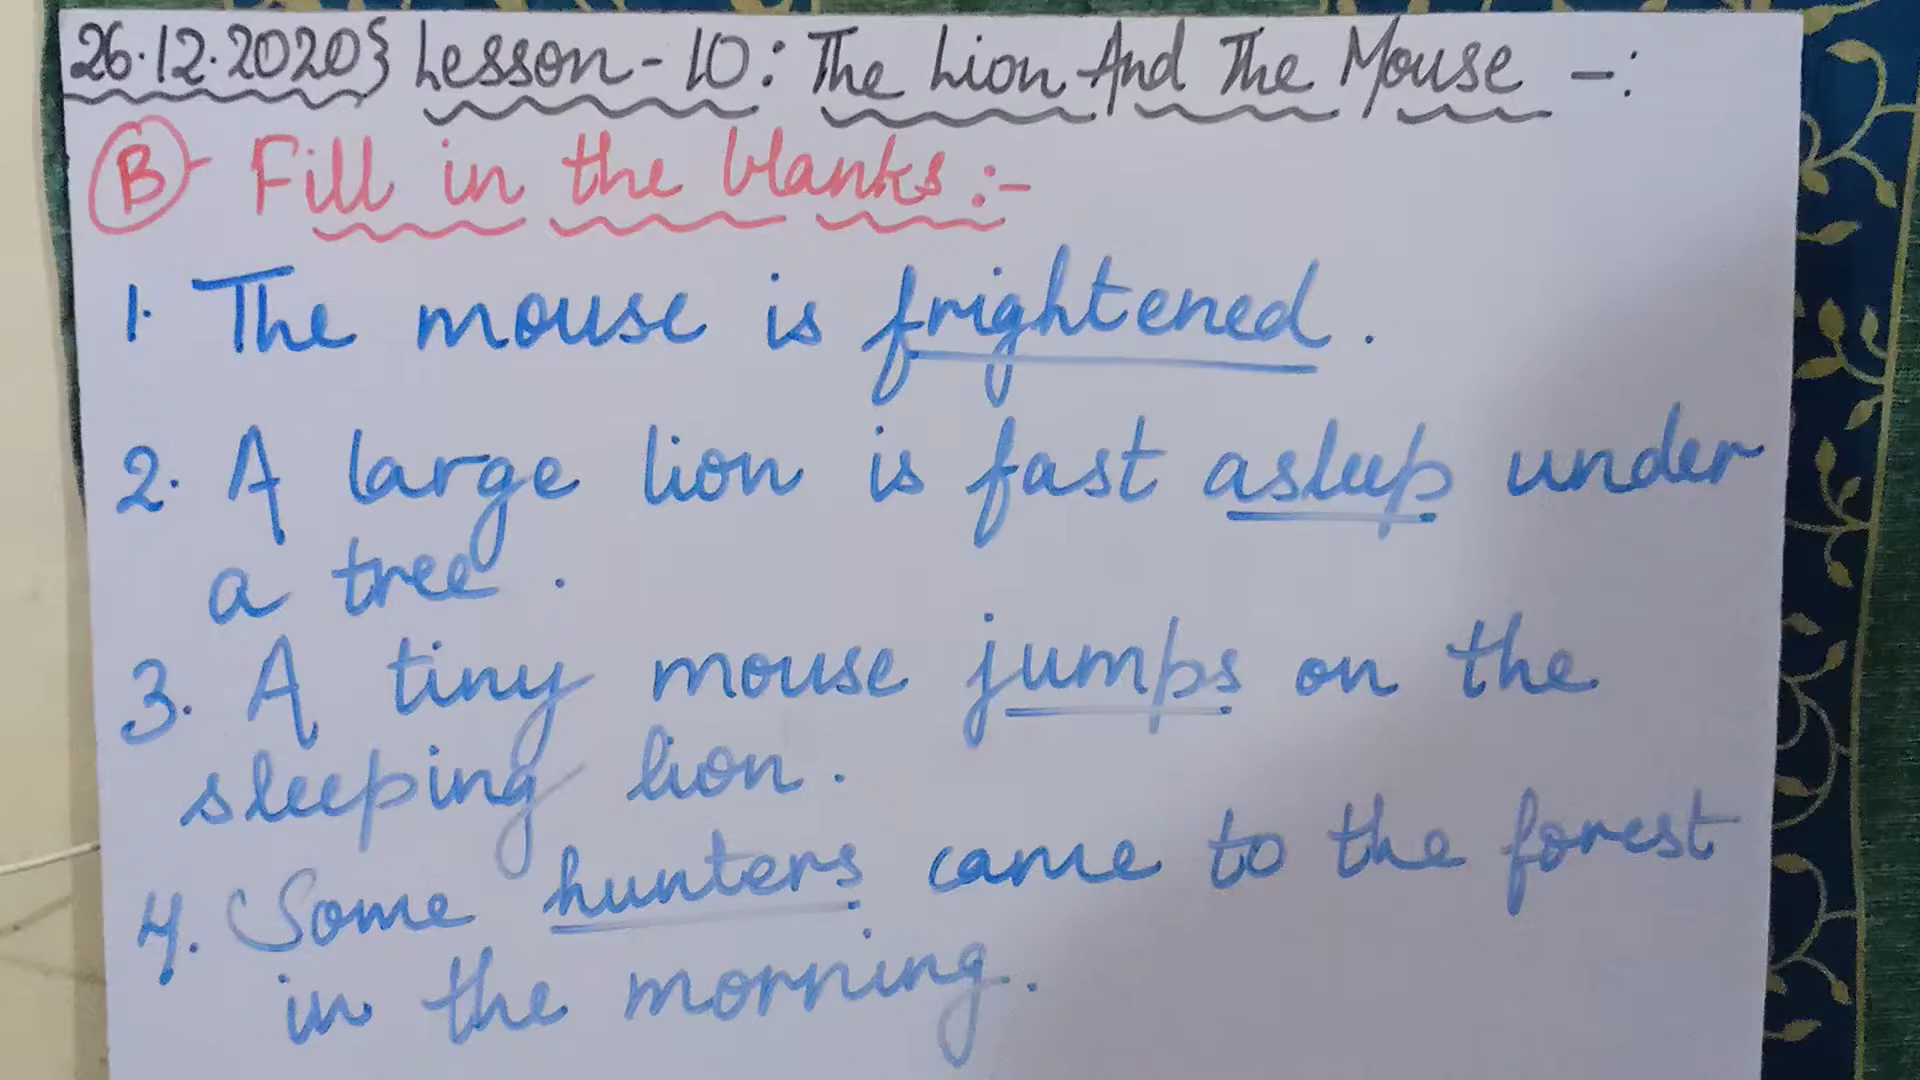 26.12.2020} Lesson-10: The Lion And The Mouse -:
B- Fill in the blanks:-
1. The mouse is frightened.
2. A large lion is fast asleep under
a tree.
3. A tiny mouse jumps on the
sleeping lion.
4. Some hunters came to the forest
in the morning.